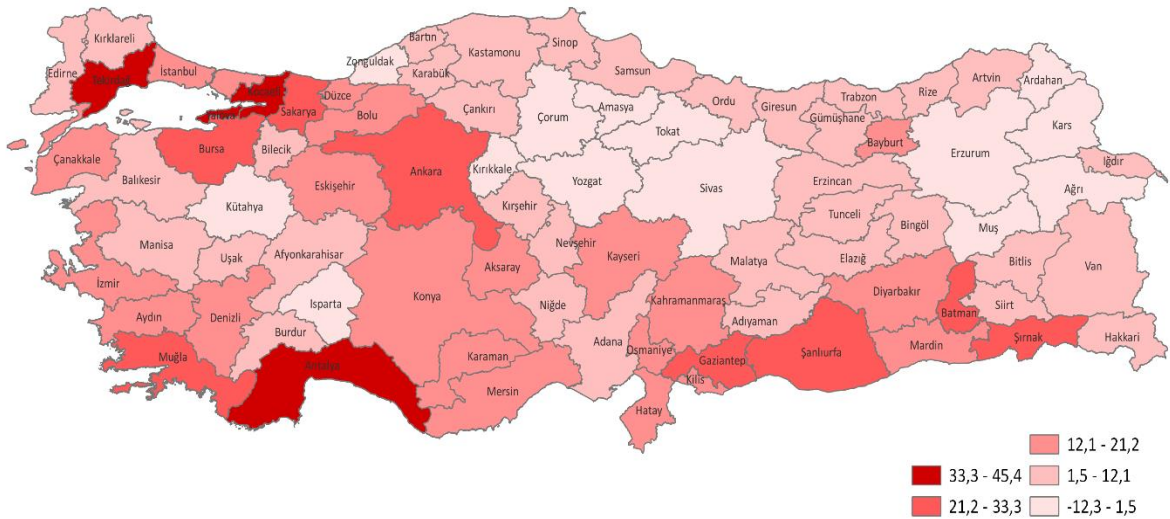 Kırklareli
Edirne
Tekirdağ
İstanbul
Kocaeli
Yalova
Sakarya
Düzce
Zonguldak
Bartın
Karabük
Kastamonu
Sinop
Samsun
Çankırı
Bolu
Çorum
Amasya
Tokat
Ordu
Giresun
Trabzon
Gümüşhane
Rize
Artvin
Ardahan
Kars
Bayburt
Erzurum
Iğdır
Ağrı
Çanakkale
Bursa
Bilecik
Balıkesir
Eskişehir
Ankara
Kırıkkale
Yozgat
Sivas
Erzincan
Kütahya
Kırşehir
Tunceli
Bingöl
Muş
Manisa
Uşak
Afyonkarahisar
Nevşehir
Kayseri
Malatya
Elazığ
Bitlis
Van
İzmir
Aksaray
Konya
Isparta
Niğde
Kahramanmaraş
Adıyaman
Diyarbakır
Batman
Siirt
Şırnak
Hakkari
Aydın
Denizli
Burdur
Muğla
Antalya
Karaman
Mersin
Adana
Osmaniye
Gaziantep
Kilis
Hatay
Şanlıurfa
Mardin
12,1 - 21,2
33,3 - 45,4
1,5 - 12,1
21,2 - 33,3
-12,3 - 1,5